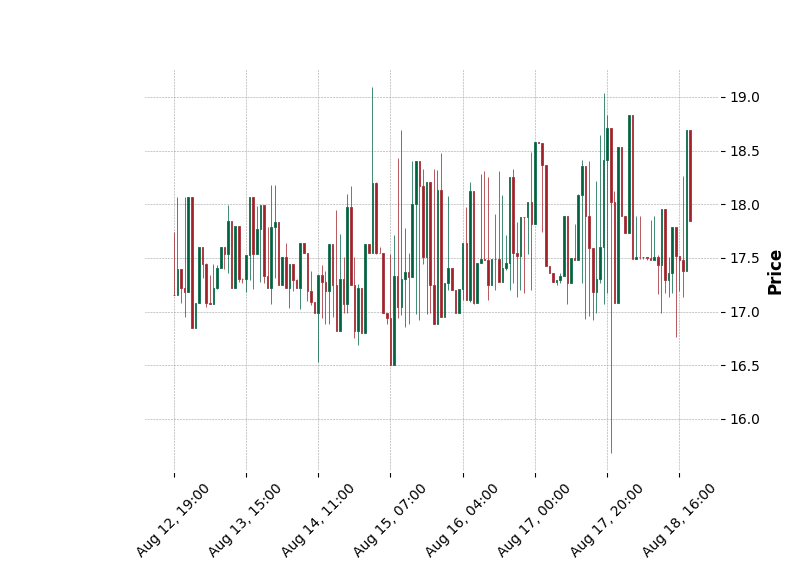 19.0
18.5
18.0
17.5
17.0
16.5
16.0
Price
Aug 12, 19:00
Aug 13, 15:00
Aug 14, 11:00
Aug 15, 07:00
Aug 16, 04:00
Aug 17, 00:00
Aug 17, 20:00
Aug 18, 16:00